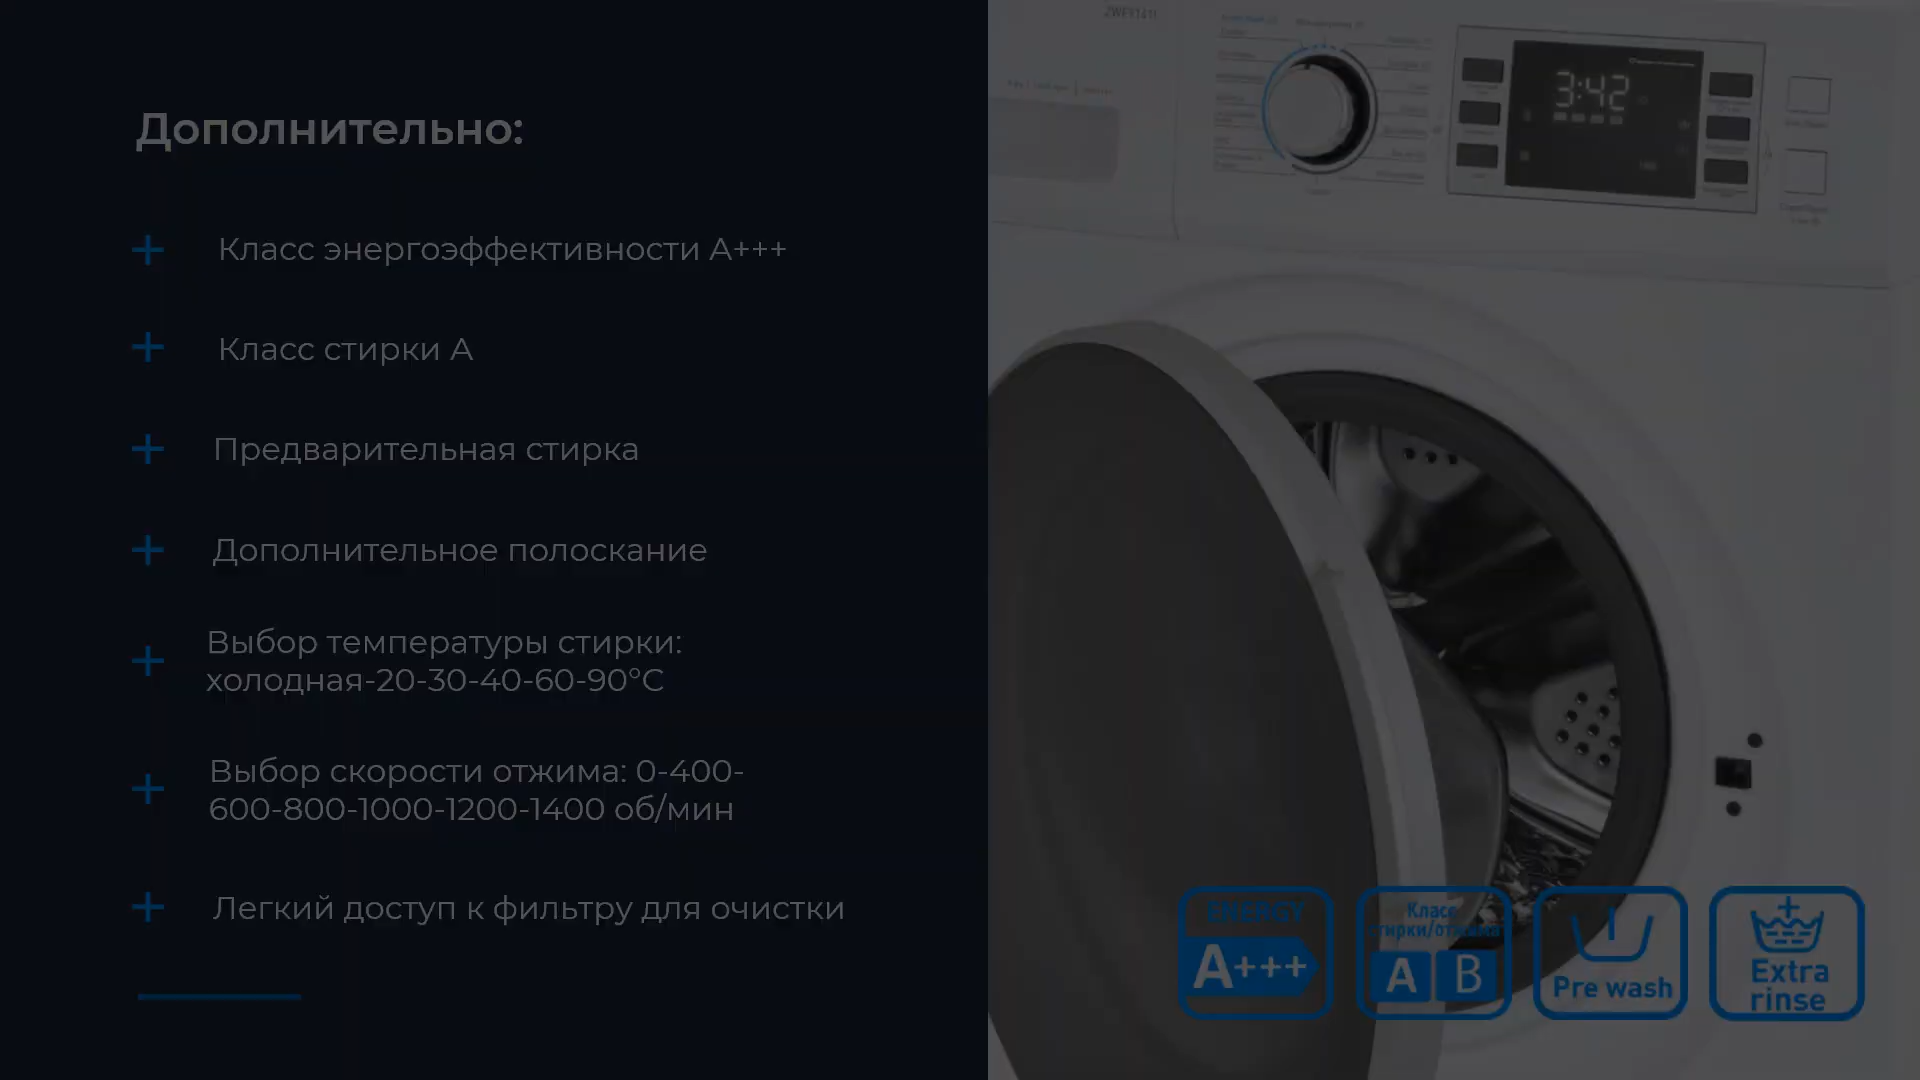 Дополнительно:
Класс энергоэффективности А+++
Класс стирки А
Предварительная стирка
Дополнительное полоскание
Выбор температуры стирки:
холодная-20-30-40-60-90°С
Выбор скорости отжима: 0-400-
600-800-1000-1200-1400 об/мин
Легкий доступ к фильтру для очистки
3:42
ENERGY
A+++
Класс
стирки/отжима
A B
Pre wash
Extra
rinse